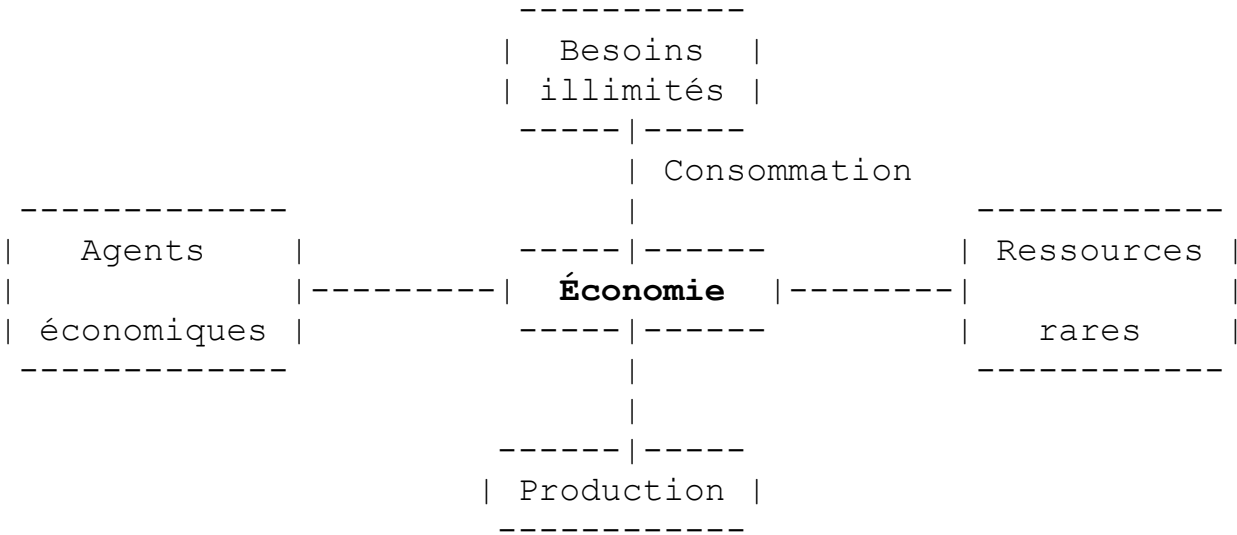 Besoins
illimités
Consommation
Agents
économiques
Économie
Ressources
rares
Production